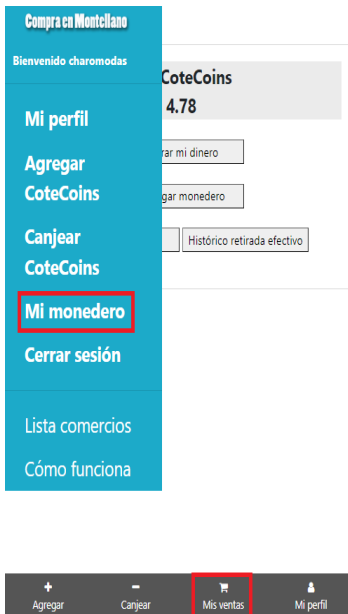 Compra en Montellano
Bienvenido charomodas
Mi perfil
Agregar
CoteCoins
Canjear
CoteCoins
Mi monedero
Cerrar sesión
Lista comercios
Cómo funciona
CoteCoins
4.78
rar mi dinero
gar monedero
Histórico retirada efectivo
Agregar
Canjear
Mis ventas
Mi perfil